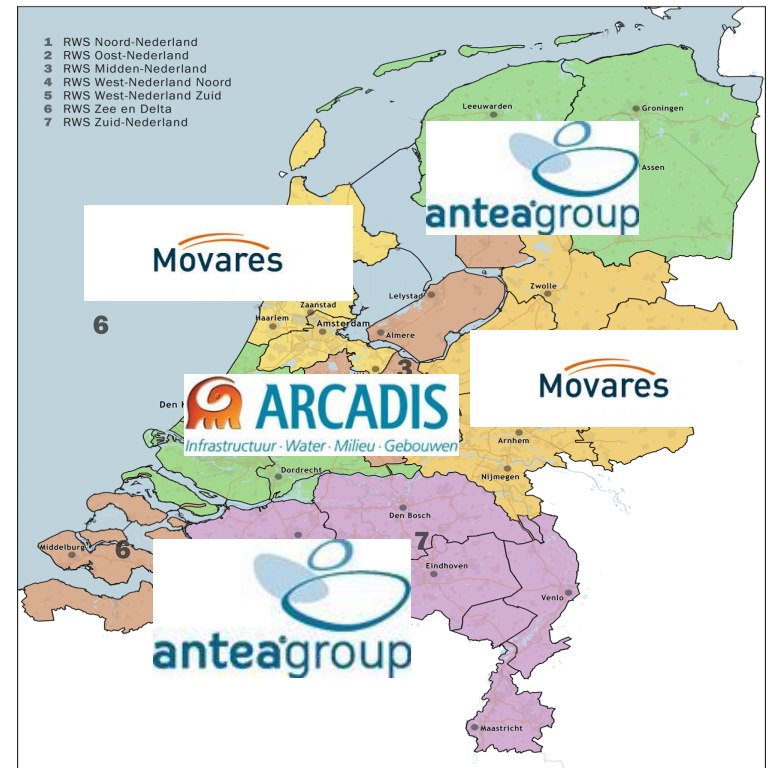 1 RWS Noord-Nederland
2 RWS Oost-Nederland
3 RWS Midden-Nederland
4 RWS West-Nederland Noord
5 RWS West-Nederland Zuid
6 RWS Zee en Delta
7 RWS Zuid-Nederland
Leeuwarden
Groningen
Assen
anteagroup
Movares
Zwolle
Lelystad
Zaanstad
Haarlem
Amsterdam
6
Almere
3
Movares
Den
ARCADIS
Infrastructuur · Water · Milieu · Gebouwen
Arnhem
Dordrecht
Nijmegen
Den Bosch
7
Middelburg
6
Eindhoven
Venlo
anteagroup
Maastricht